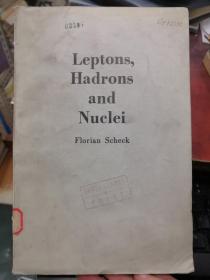 Leptons,
Hadrons
and
Nuclei
Florian Scheck